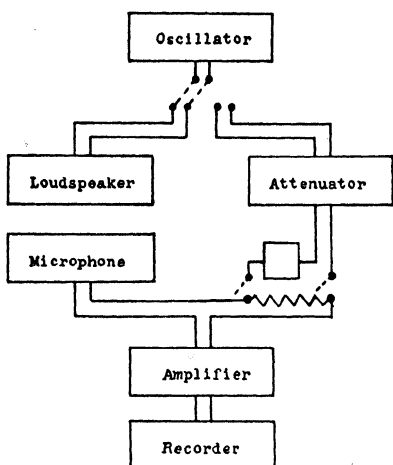 Oscillator
Loudspeaker
Attenuator
Microphone
Amplifier
Recorder